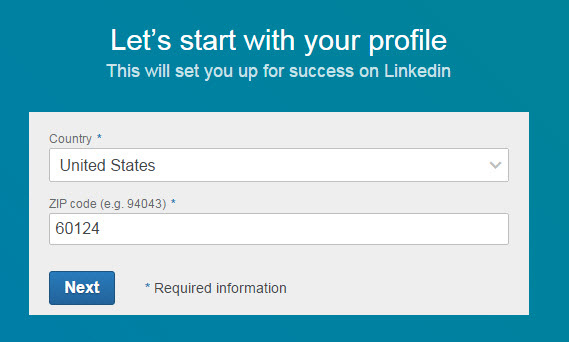 Let's start with your profile
This will set you up for success on Linkedin
Country *
United States
ZIP code (e.g. 94043) *
60124
Next
* Required information